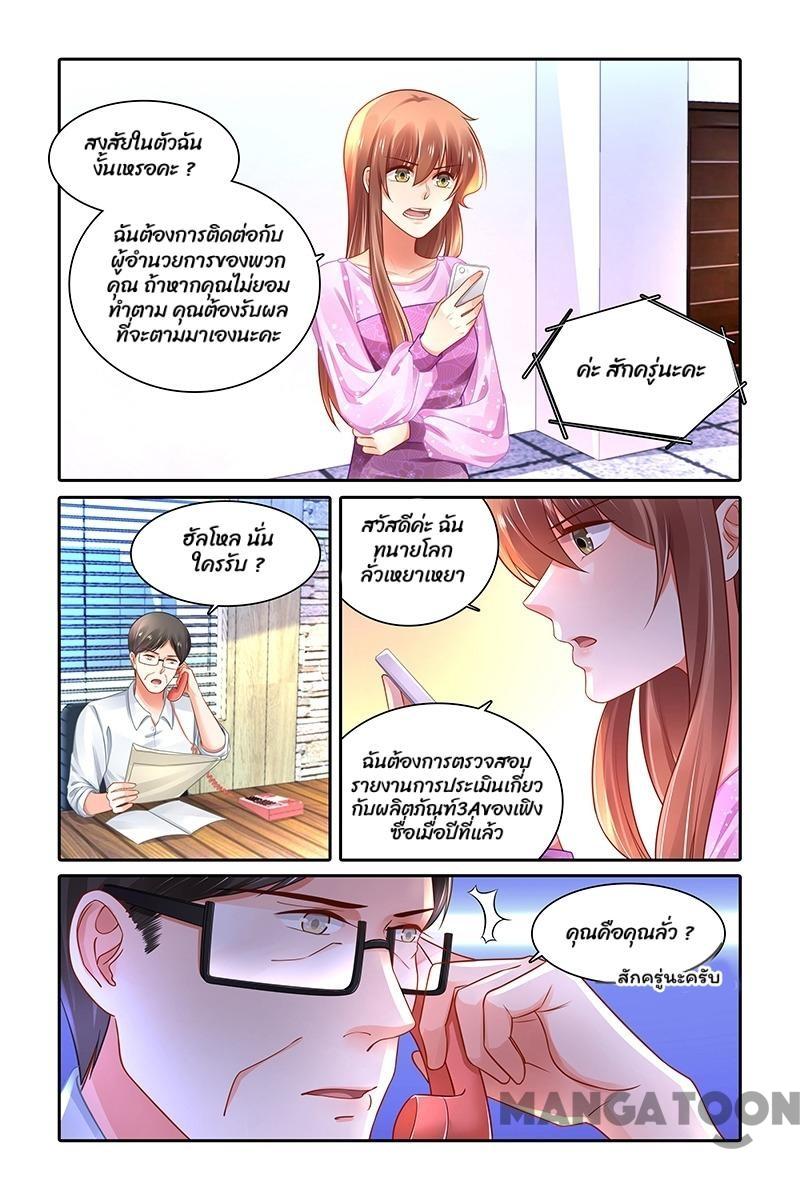 สงสัยในตัวฉัน
งั้นเหรอคะ ?
ฉันต้องการติดต่อกับ
ผู้อำนวยการของพวก
คุณ ถ้าหากคุณไม่ยอม
ทำตาม คุณต้องรับผล
ที่จะตามมาเองนะคะ
ค่ะ สักครู่นะคะ
ฮัลโหล นั่น
ใครรับ ?
สวัสดีค่ะ ฉัน
ทนายโลก
ลั่วเหยาเหยา
ฉันต้องการตรวจสอบ
รายงานการประเมินเกี่ยว
กับผลิตภัณฑ์3Aของเฟิง
ซื่อเมื่อปีที่แล้ว
คุณคือคุณลั่ว ?
สักครู่นะครับ
MANGATOON